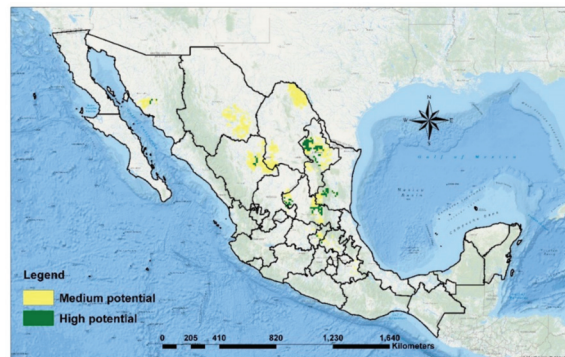 N
Gulf of Mexico
Legend
Medium potential
High potential
0 205 410 820 1,230 1,640
Kilometers